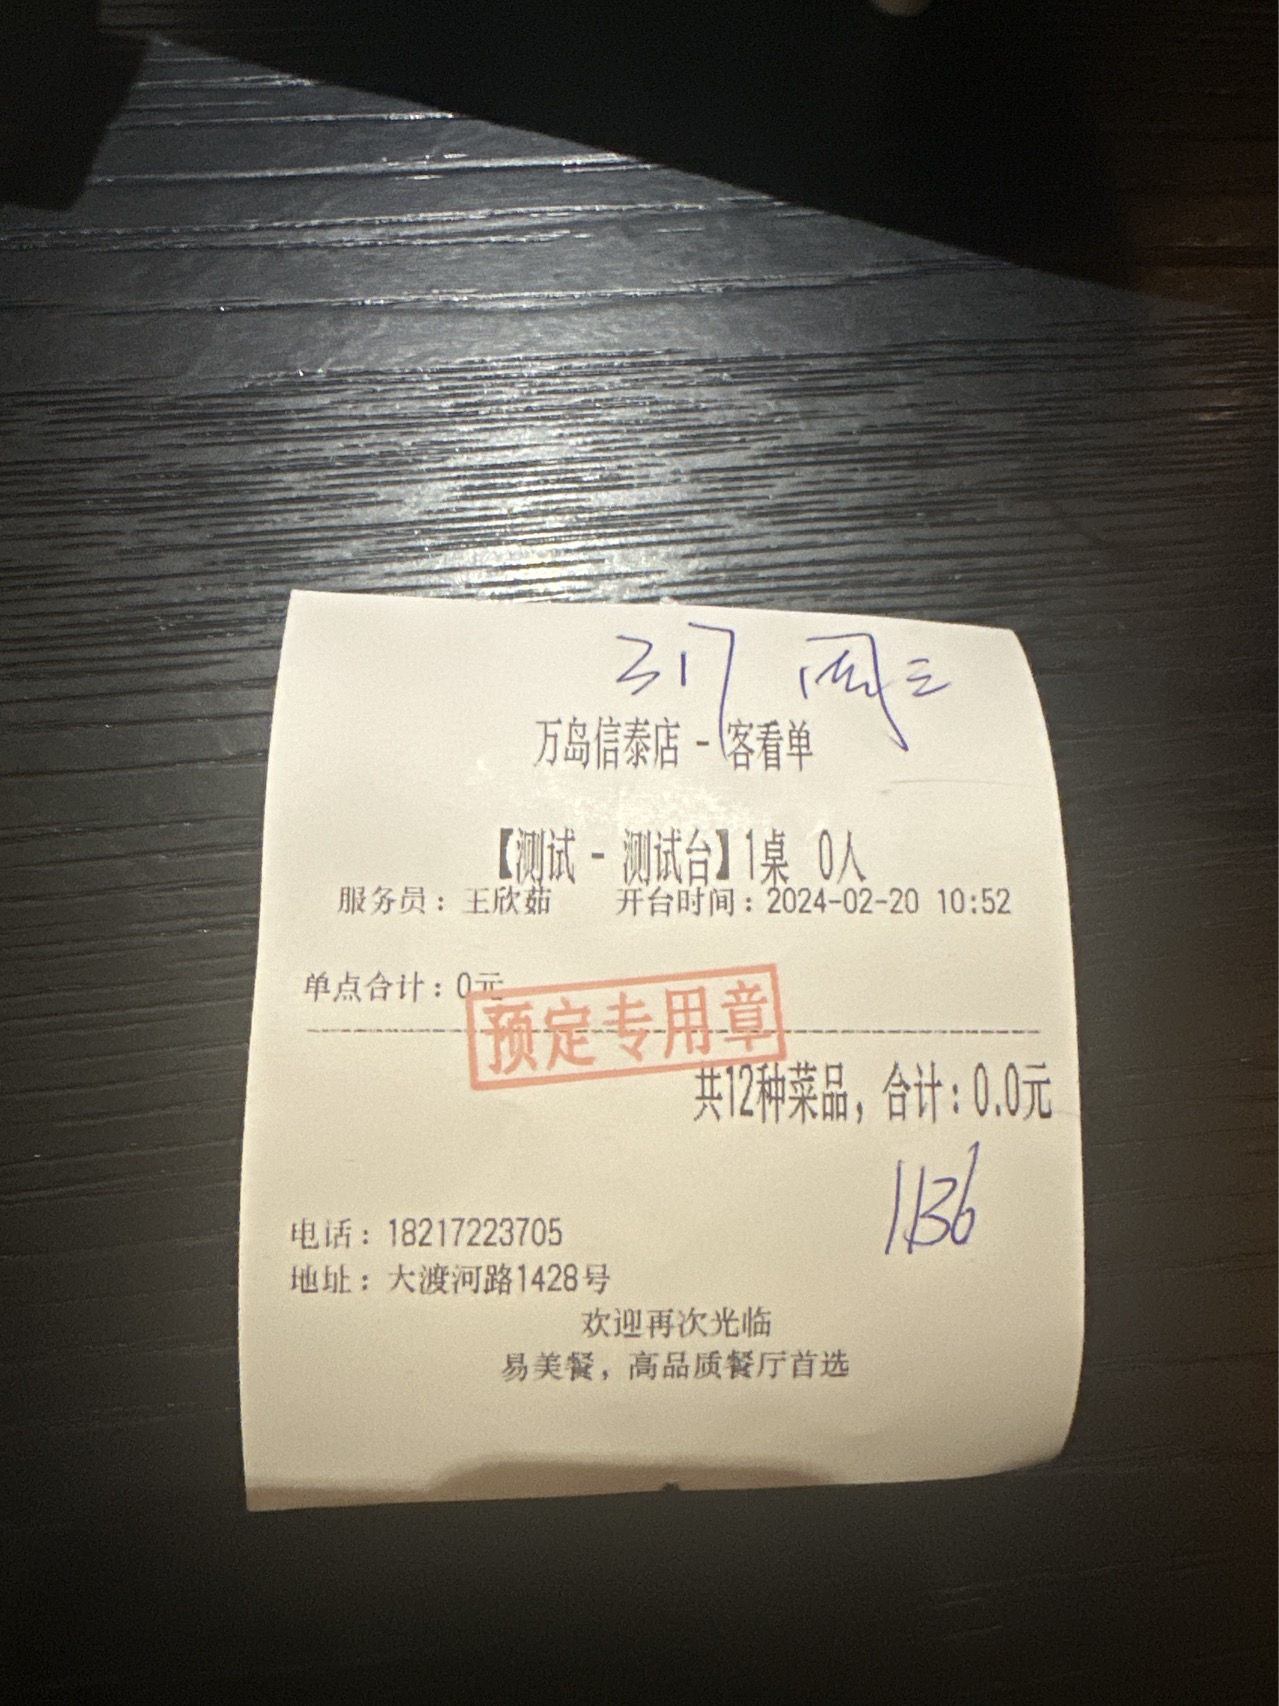 317 周三
万岛信泰店 - 客看单
【测试 - 测试台】1桌 0人
服务员：王欣茹 开台时间：2024-02-20 10:52
单点合计：0元
预定专用章
共12种菜品，合计：0.0元
1136
电话：18217223705
地址：大渡河路1428号
欢迎再次光临
易美餐，高品质餐厅首选